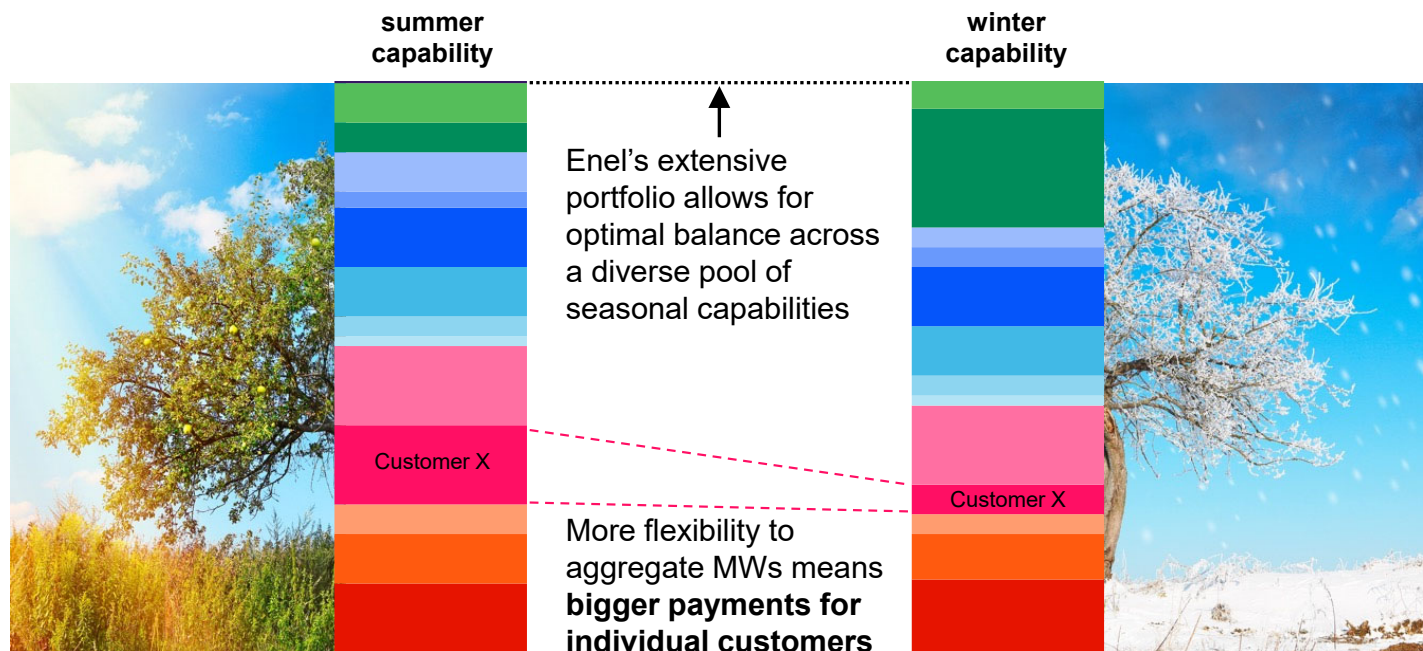 summer
capability
winter
capability
Enel’s extensive
portfolio allows for
optimal balance across
a diverse pool of
seasonal capabilities
Customer X
Customer X
More flexibility to
aggregate MWs means
bigger payments for
individual customers